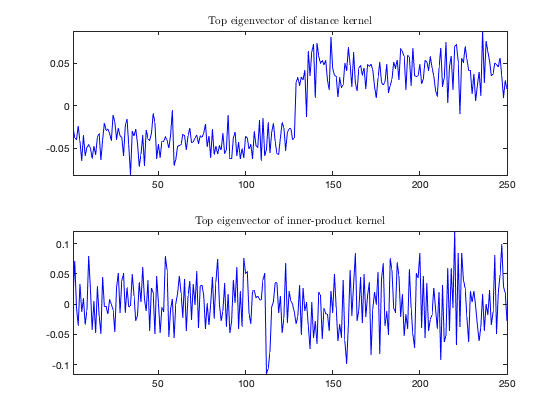 Top eigenvector of distance kernel
0.05
0
-0.05
50 100 150 200 250
Top eigenvector of inner-product kernel
0.1
0.05
0
-0.05
-0.1
50 100 150 200 250